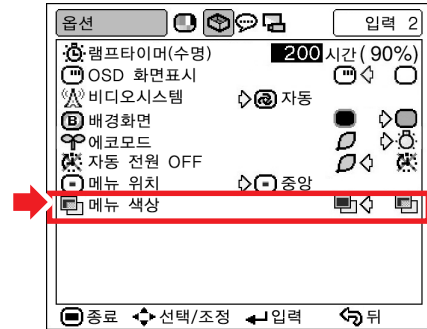 옵션 입력 2
램프타이머(수명) 200 시간 ( 90%)
OSD 화면표시
비디오시스템 자동
B 배경화면
에코모드
자동 전원 OFF
메뉴 위치 중앙
메뉴 색상
종료 선택/조정 입력 뒤